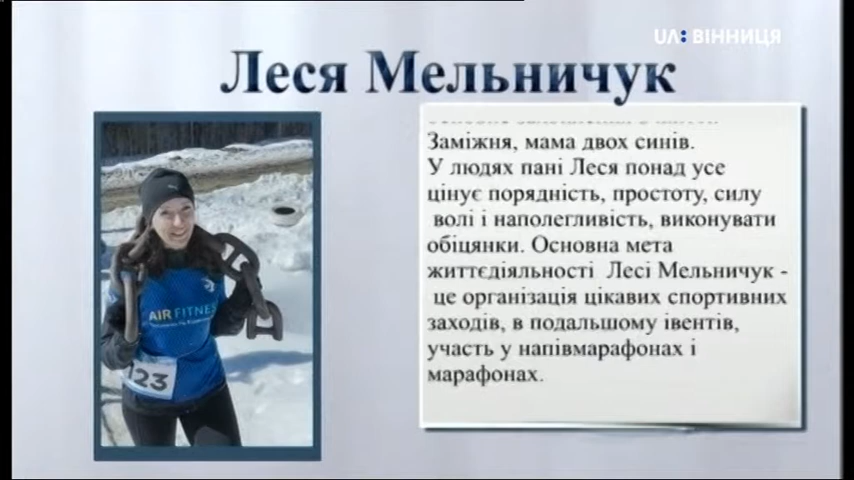 UA: ВІННИЦЯ
Леся Мельничук
Заміжня, мама двох синів.
У людях пані Леся понад усе
цінує порядність, простоту, силу
волі і наполегливість, виконувати
обіцянки. Основна мета
життєдіяльності Лесі Мельничук -
це організація цікавих спортивних
заходів, в подальшому івентів,
участь у напівмарафонах і
марафонах.
AIR FITNES
123